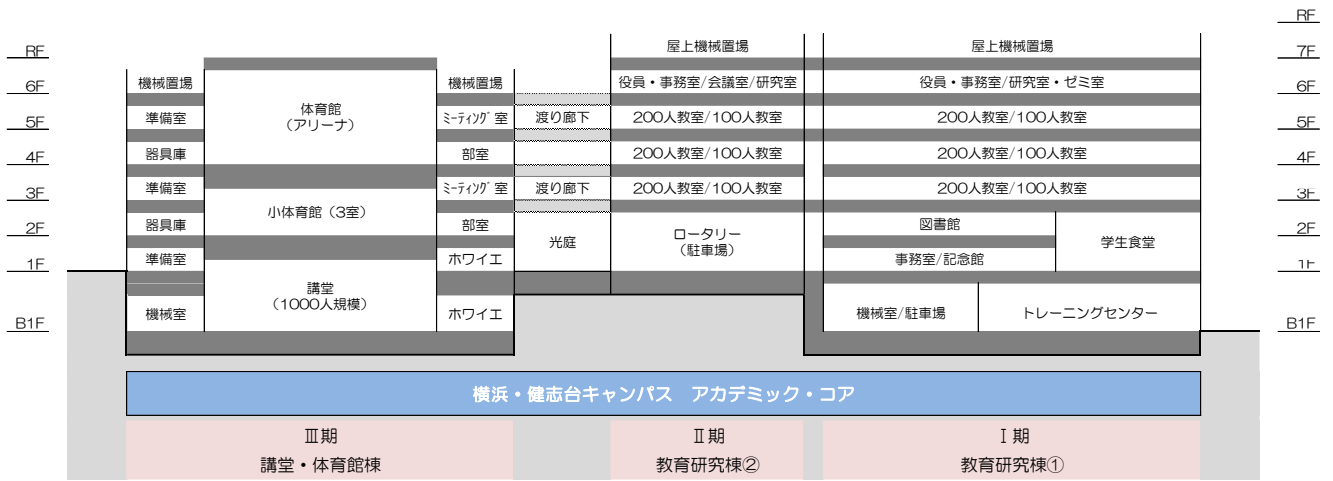 RF
6F
5F
4F
3F
2F
1F
B1F
機械置場
準備室
器具庫
準備室
器具庫
準備室
機械室
体育館
(アリーナ)
小体育館(3室)
講堂
(1000人規模)
機械置場
ミーティング室
部室
ミーティング室
部室
ホワイエ
ホワイエ
渡り廊下
渡り廊下
光庭
屋上機械置場
役員・事務室/会議室/研究室
200人教室/100人教室
200人教室/100人教室
200人教室/100人教室
ロータリー
(駐車場)
屋上機械置場
役員・事務室/研究室・ゼミ室
200人教室/100人教室
200人教室/100人教室
200人教室/100人教室
図書館
事務室/記念館
学生食堂
機械室/駐車場
トレーニングセンター
RF
7F
6F
5F
4F
3F
2F
1F
B1F
横浜・健志台キャンパス アカデミック・コア
Ⅲ期
講堂・体育館棟
Ⅱ期
教育研究棟②
Ⅰ期
教育研究棟①